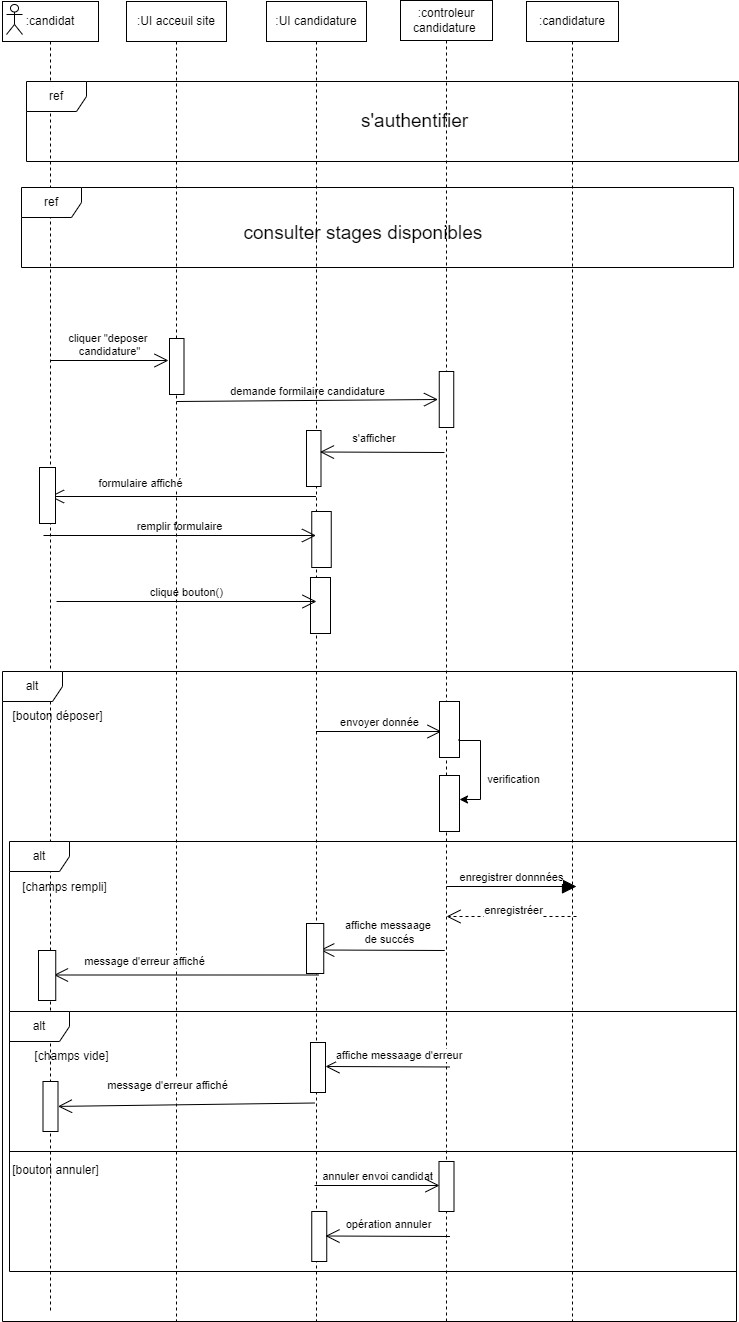 :candidat
:UI acceuil site
:UI candidature
:controleur
candidature
:candidature
ref
s'authentifier
ref
consulter stages disponibles
cliquer "deposer
candidature"
demande formilaire candidature
s'afficher
formulaire affiché
remplir formulaire
clique bouton()
alt
[bouton déposer]
envoyer donnée
verification
alt
[champs rempli]
enregistrer donnnées
enregistréer
affiche messaage
de succés
message d'erreur affiché
alt
[champs vide]
affiche messaage d'erreur
message d'erreur affiché
[bouton annuler]
annuler envoi candidat
opération annuler